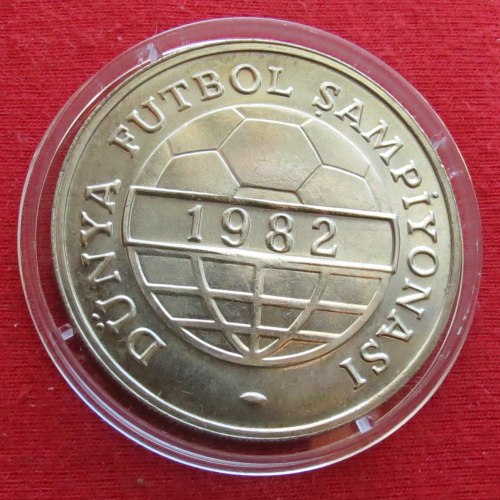 DÜNYA FUTBOL ŞAMPİYONASI
1982